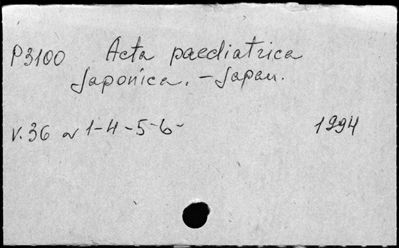 P3100 Acta paediatrica
Japonica. - Japan.
v. 36 N 1-4-5-6- 1994